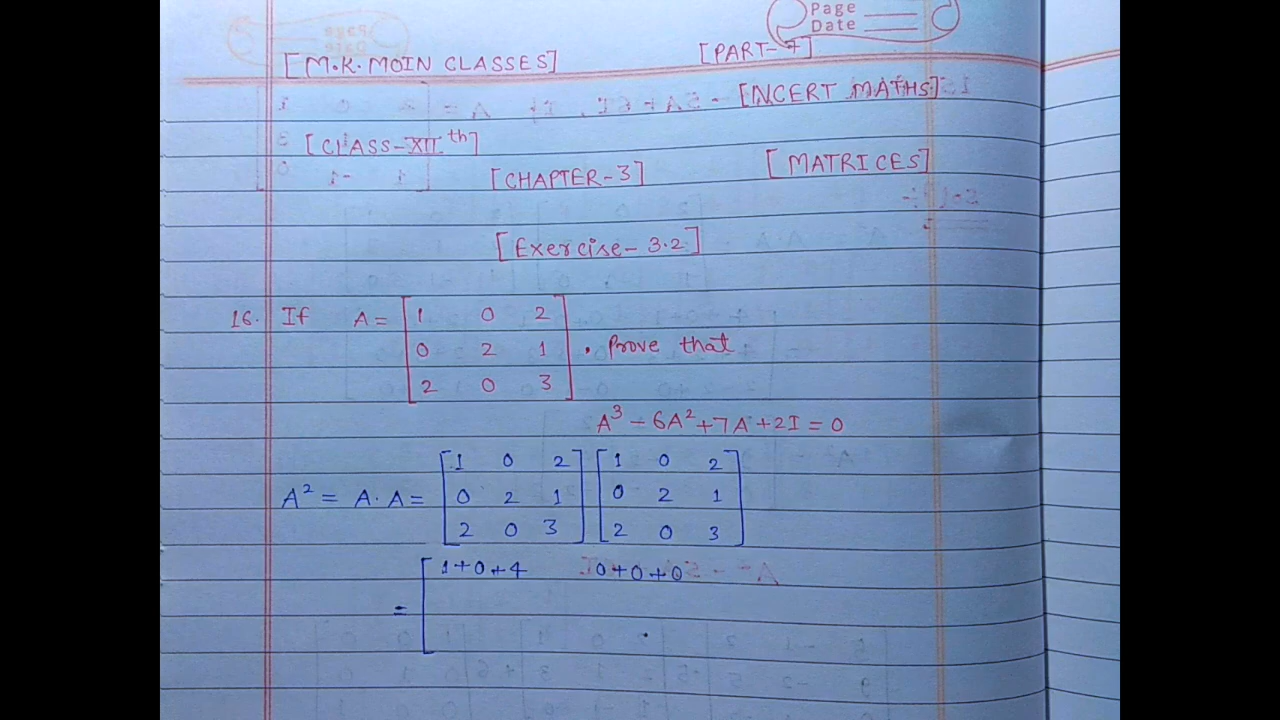 Page
Date
[M.K. MOIN CLASSES] [PART-7]
[NCERT MATHS]
[CLASS-XII th]
[CHAPTER-3] [MATRICES]
[Exercise-3.2]
16. If A = [1 0 2
0 2 1
2 0 3] . Prove that
A³ - 6A² + 7A + 2I = 0
A² = A. A = [1 0 2 [1 0 2
0 2 1 0 2 1
2 0 3] 2 0 3]
= [1+0+4 0+0+0